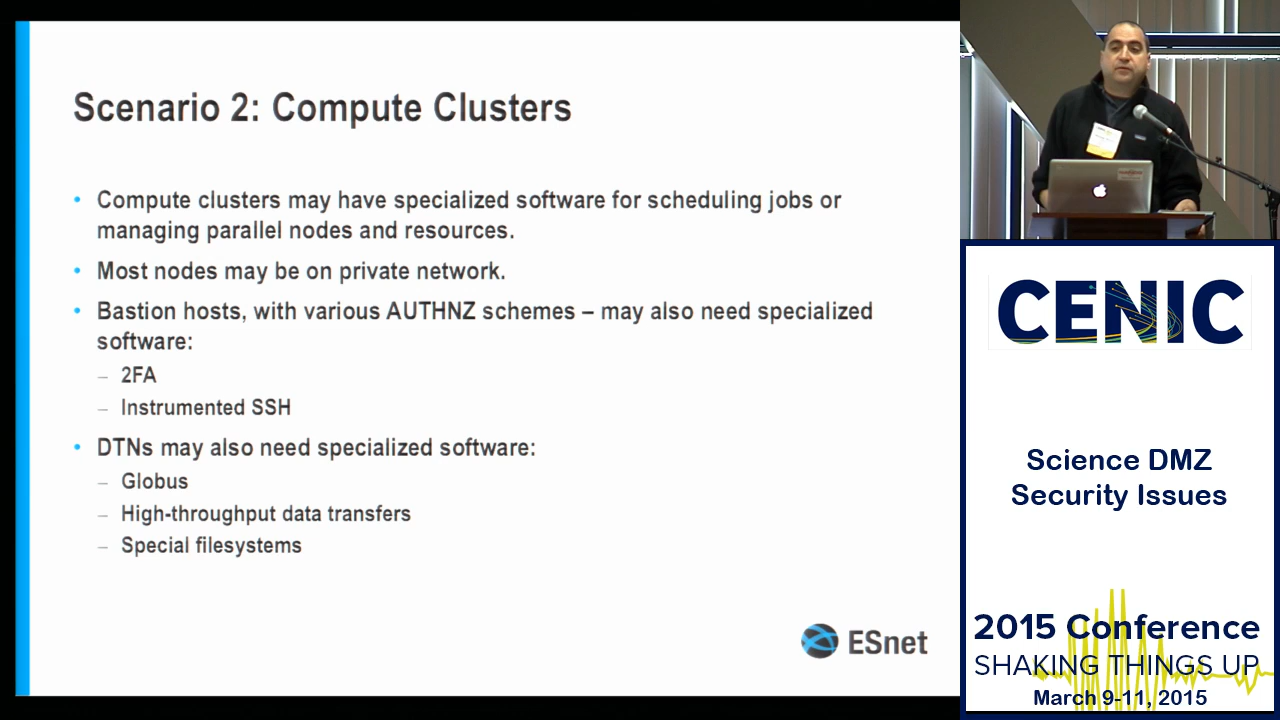 Scenario 2: Compute Clusters
• Compute clusters may have specialized software for scheduling jobs or
managing parallel nodes and resources.
• Most nodes may be on private network.
• Bastion hosts, with various AUTHNZ schemes – may also need specialized
software:
– 2FA
– Instrumented SSH
• DTNs may also need specialized software:
– Globus
– High-throughput data transfers
– Special filesystems
ESnet
CENIC
Science DMZ
Security Issues
2015 Conference
SHAKING THINGS UP
March 9-11, 2015